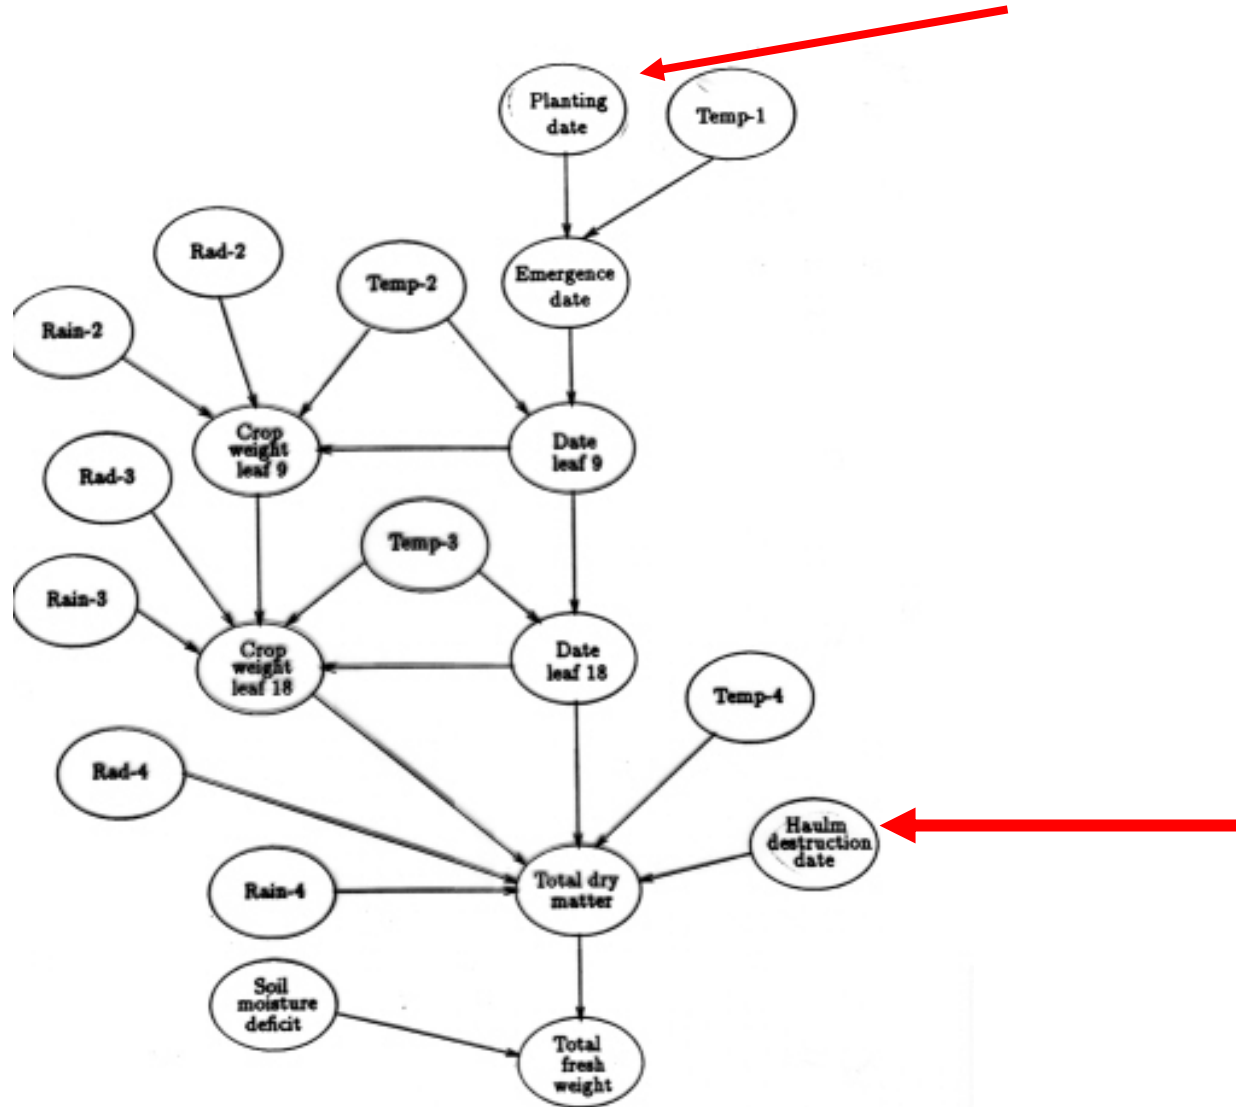 Planting
date
Temp-1
Rad-2
Temp-2
Emergence
date
Rain-2
Crop
weight
leaf 9
Date
leaf 9
Rad-3
Temp-3
Rain-3
Crop
weight
leaf 18
Date
leaf 18
Temp-4
Rad-4
Haulm
destruction
date
Rain-4
Total dry
matter
Soil
moisture
deficit
Total
fresh
weight